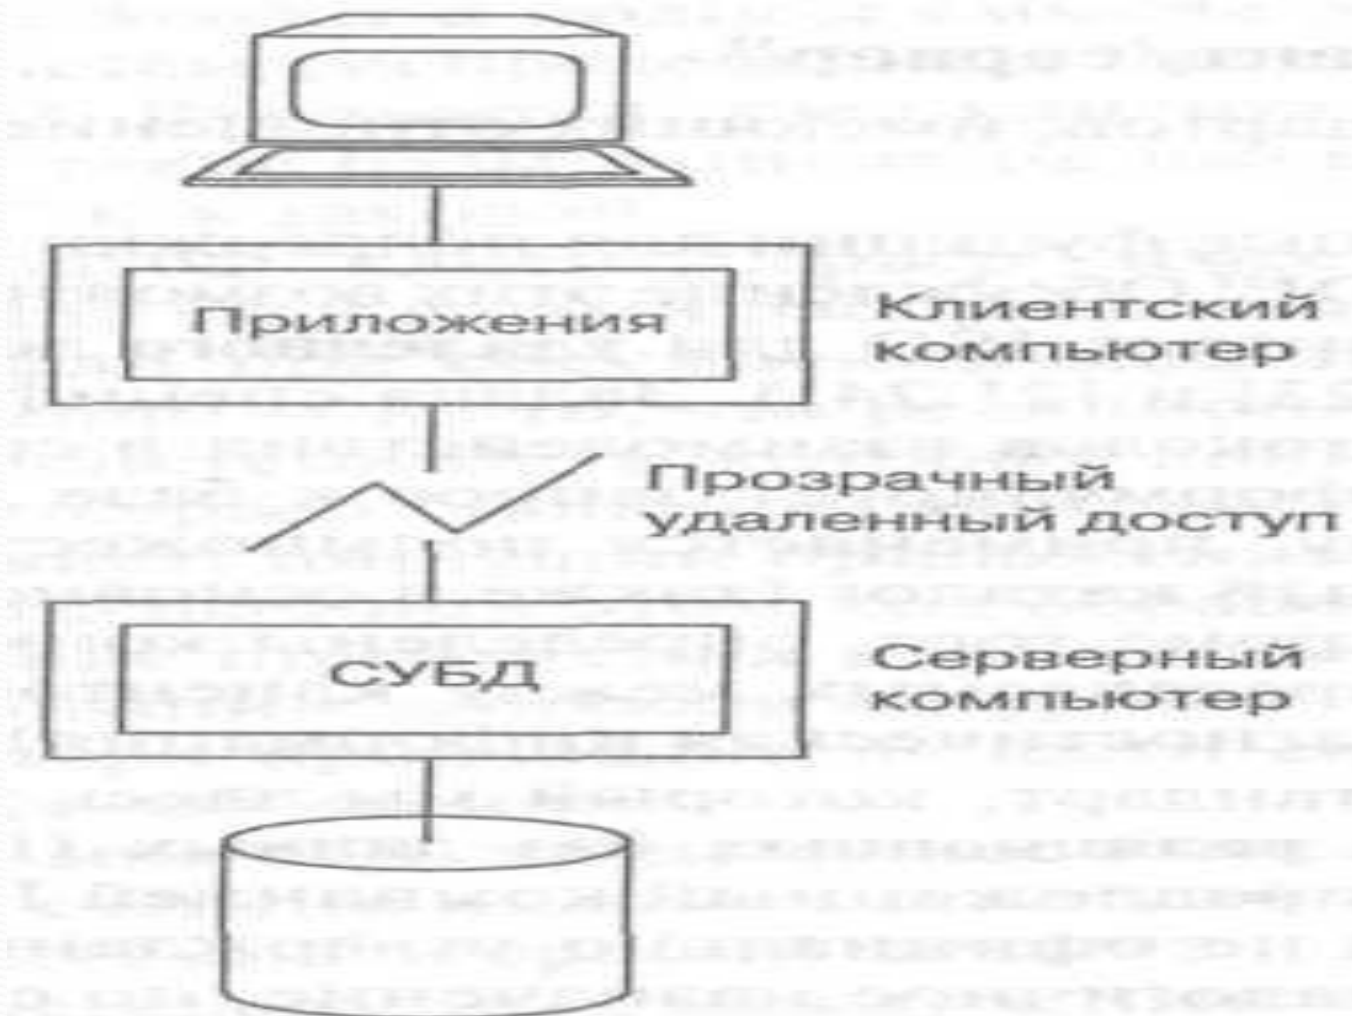 Приложения
Клиентский
компьютер
Прозрачный
удаленный доступ
СУБД
Серверный
компьютер